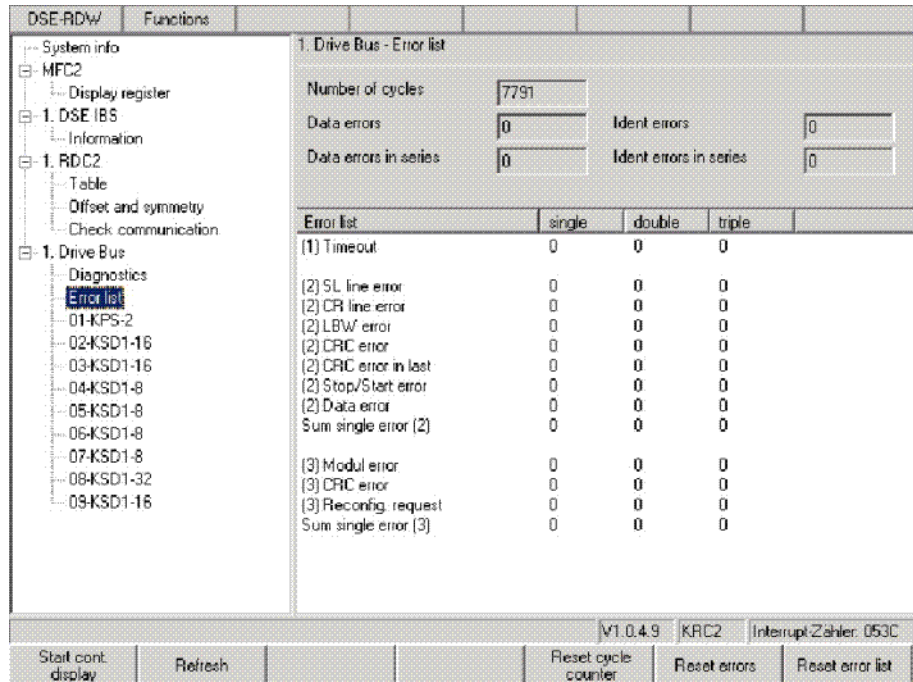 DSE-RDW Functions
System info
MFC2
Display register
1. DSE IBS
Information
1. RDC2
Table
Offset and symmetry
Check communication
1. Drive Bus
Diagnostics
Error list
01-KPS-2
02-KSD1-16
03-KSD1-16
04-KSD1-8
05-KSD1-8
06-KSD1-8
07-KSD1-8
08-KSD1-32
09-KSD1-16
1. Drive Bus - Error list
Number of cycles 7791
Data errors 0 Ident errors 0
Data errors in series 0 Ident errors in series 0
Error list single double triple
(1) Timeout 0 0 0
(2) SL line error 0 0 0
(2) CR line error 0 0 0
(2) LBW error 0 0 0
(2) CRC error 0 0 0
(2) CRC error in last 0 0 0
(2) Stop/Start error 0 0 0
(2) Data error 0 0 0
Sum single error (2) 0 0 0
(3) Modul error 0 0 0
(3) CRC error 0 0 0
(3) Reconfig. request 0 0 0
Sum single error (3) 0 0 0
V1.0.4.9 KRC2 Interrupt-Zähler: 053C
Start cont. display Refresh Reset cycle counter Reset errors Reset error list